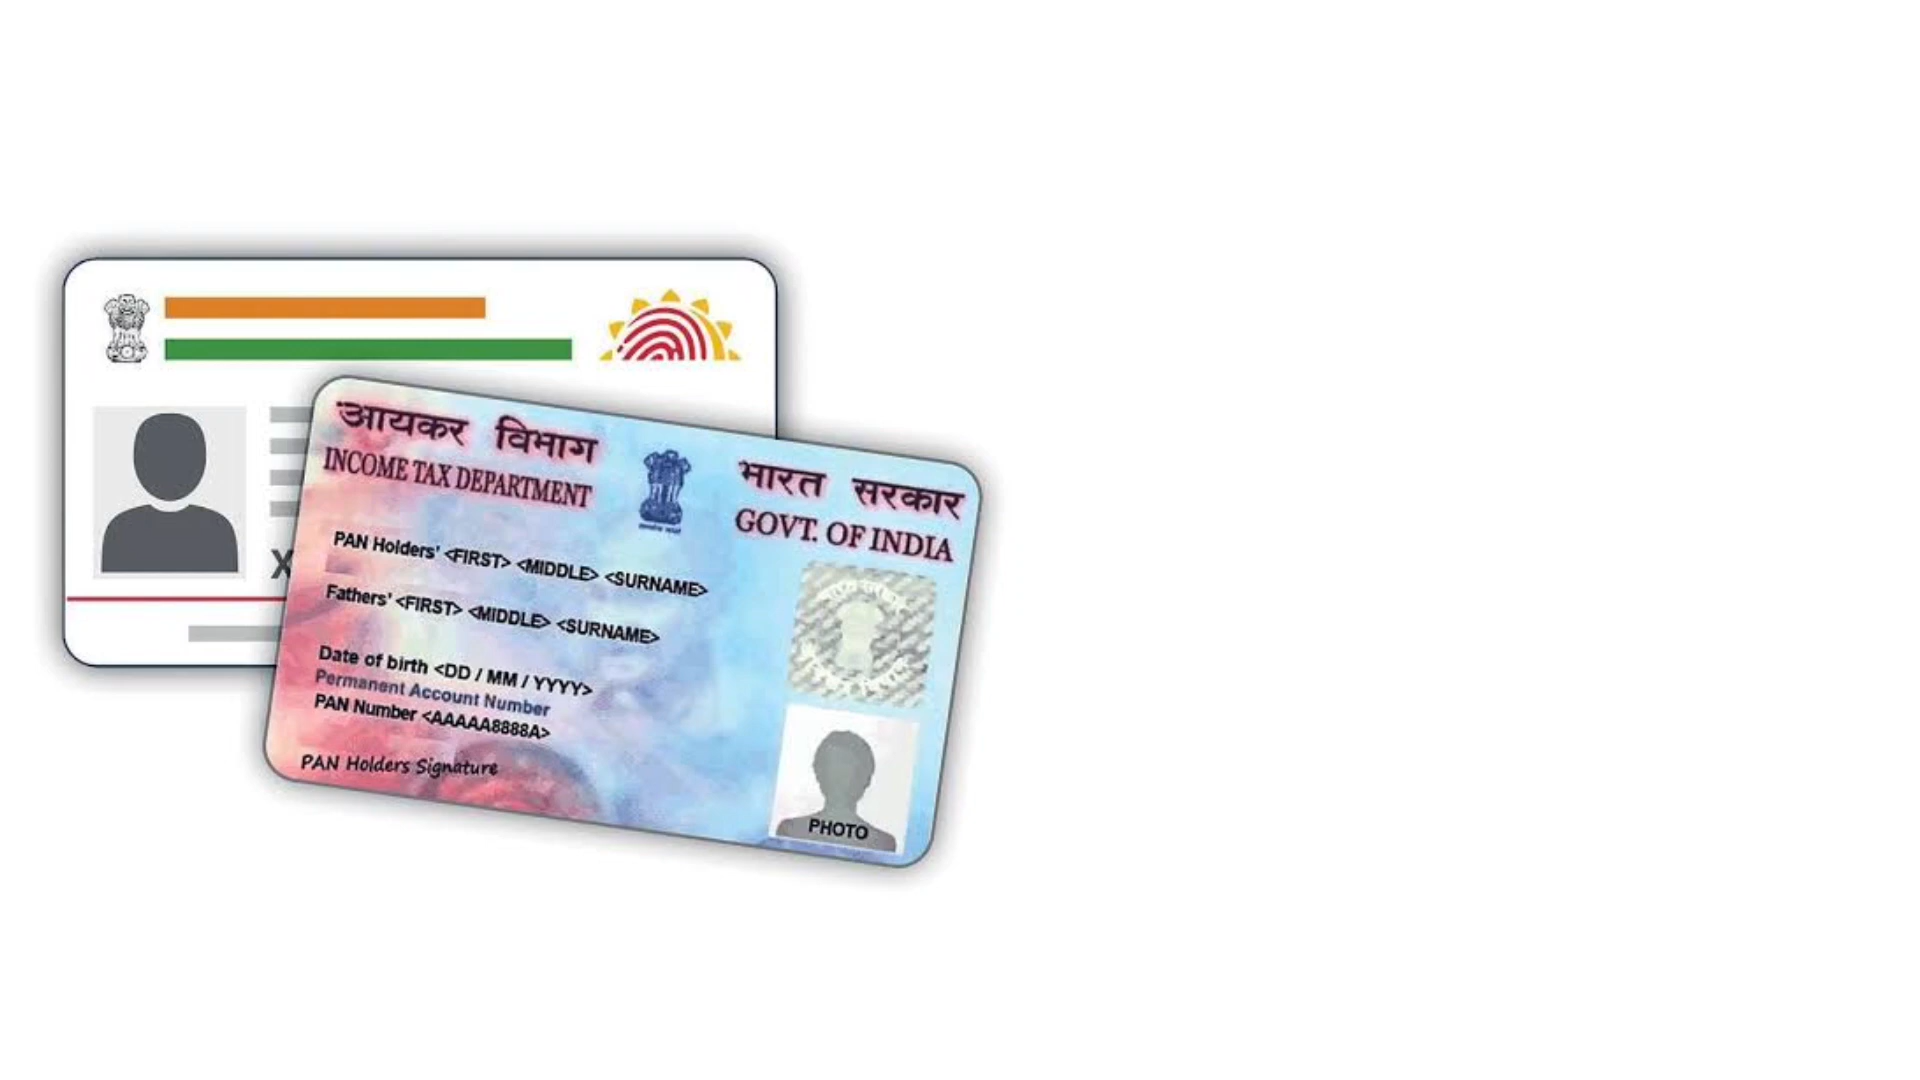 आयकर विभाग
INCOME TAX DEPARTMENT
भारत सरकार
GOVT. OF INDIA
PAN Holders' <FIRST> <MIDDLE> <SURNAME>
Fathers' <FIRST> <MIDDLE> <SURNAME>
Date of birth <DD / MM / YYYY>
Permanent Account Number
PAN Number <AAAAA8888A>
PAN Holders Signature
PHOTO
X